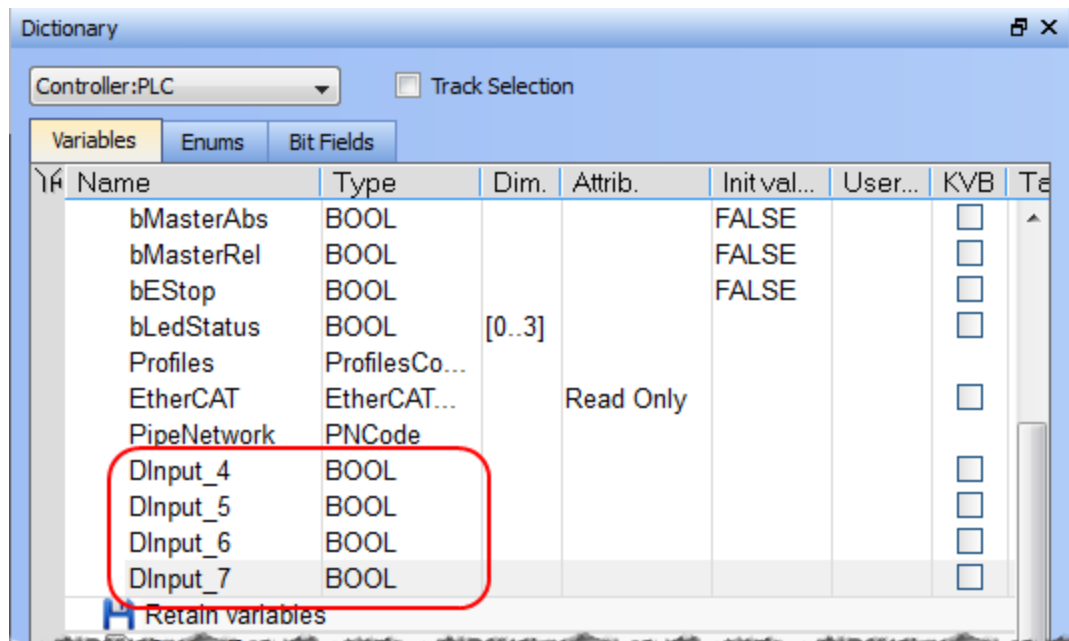 Dictionary
Controller:PLC Track Selection
Variables Enums Bit Fields
Name Type Dim. Attrib. Init val... User... KVB Ta
bMasterAbs BOOL FALSE
bMasterRel BOOL FALSE
bEStop BOOL FALSE
bLedStatus BOOL [0..3]
Profiles ProfilesCo...
EtherCAT EtherCAT... Read Only
PipeNetwork PNCode
DInput_4 BOOL
DInput_5 BOOL
DInput_6 BOOL
DInput_7 BOOL
Retain variables